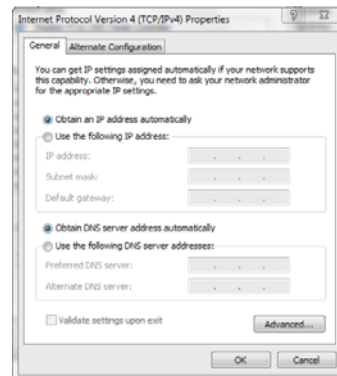 Internet Protocol Version 4 (TCP/IPv4) Properties
General
Alternate Configuration
You can get IP settings assigned automatically if your network supports
this capability. Otherwise, you need to ask your network administrator
for the appropriate IP settings.
Obtain an IP address automatically
Use the following IP address:
IP address:
Subnet mask:
Default gateway:
Obtain DNS server address automatically
Use the following DNS server addresses:
Preferred DNS server:
Alternate DNS server:
Validate settings upon exit
Advanced...
OK
Cancel